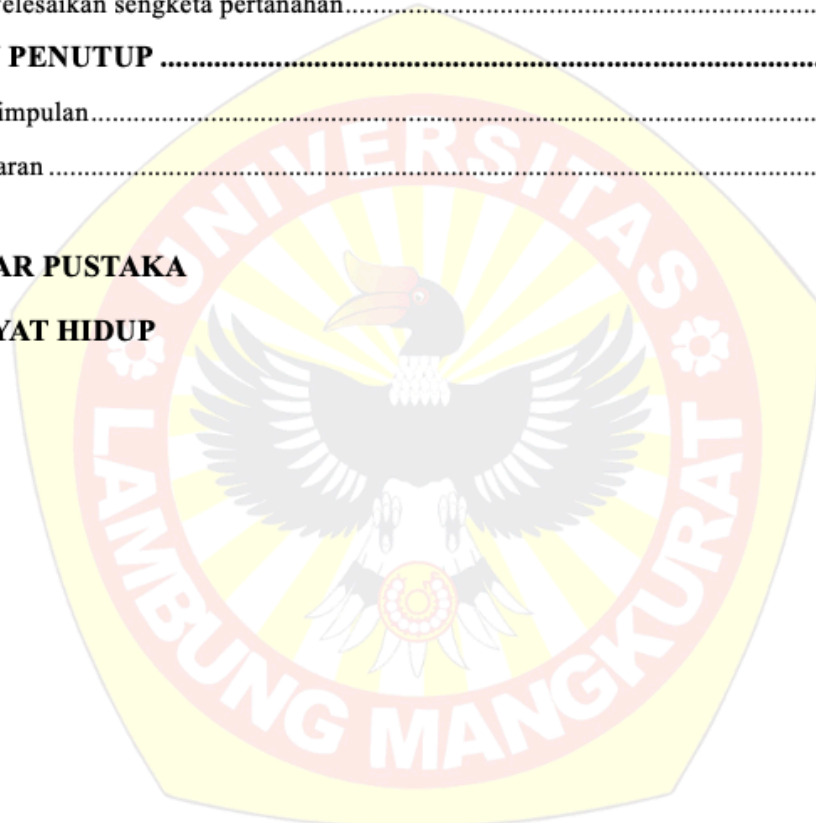 elesaikan sengketa pertanahan.......................................................................
PENUTUP .......................................................................................
impulan...............................................................................................................
aran ......................................................................................................................
AR PUSTAKA
YAT HIDUP
UNIVERSITAS
LAMBUNG MANGKURAT